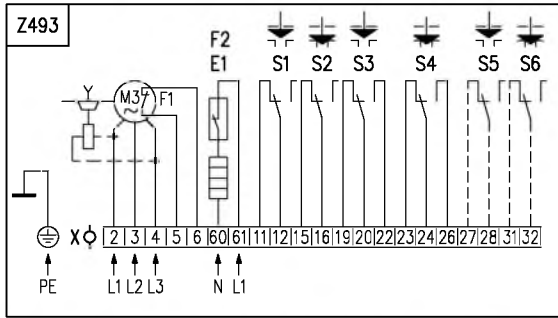 Z493
F2
E1 S1 S2 S3 S4 S5 S6
Y M3 F1
~
X 2 3 4 5 6 60 61 11 12 15 16 19 20 22 23 24 26 27 28 31 32
PE L1 L2 L3 N L1